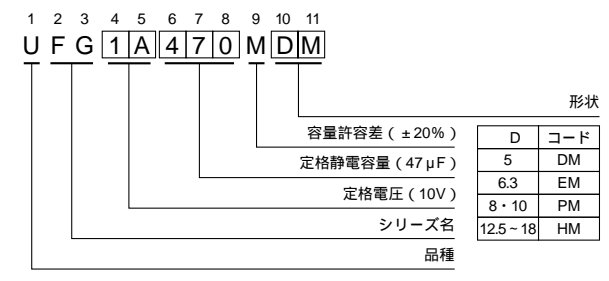 1 2 3 4 5 6 7 8 9 10 11
U F G 1 A 4 7 0 M D M
形状
容量許容差（±20%）
定格静電容量（47µF）
定格電圧（10V）
シリーズ名
品種
D コード
5 DM
6.3 EM
8・10 PM
12.5～18 HM